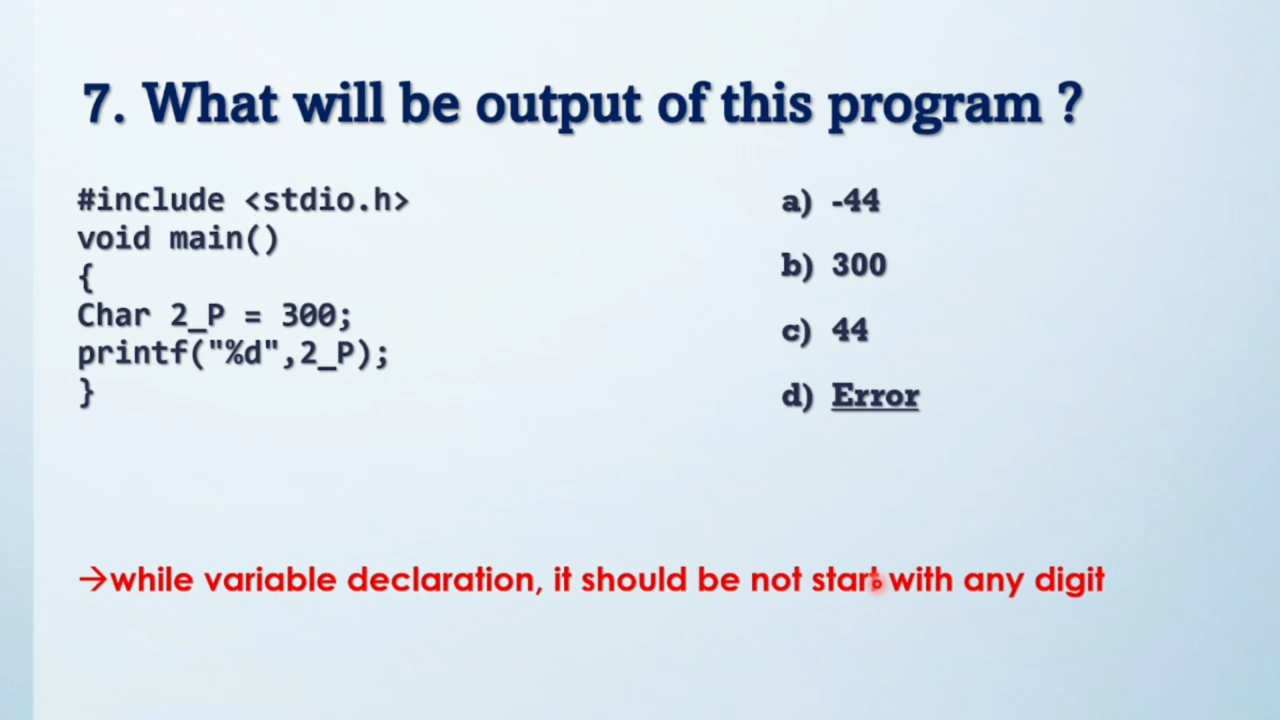 7. What will be output of this program ?
#include <stdio.h>
void main()
{
Char 2_P = 300;
printf("%d",2_P);
}
a) -44
b) 300
c) 44
d) Error
→while variable declaration, it should be not start with any digit